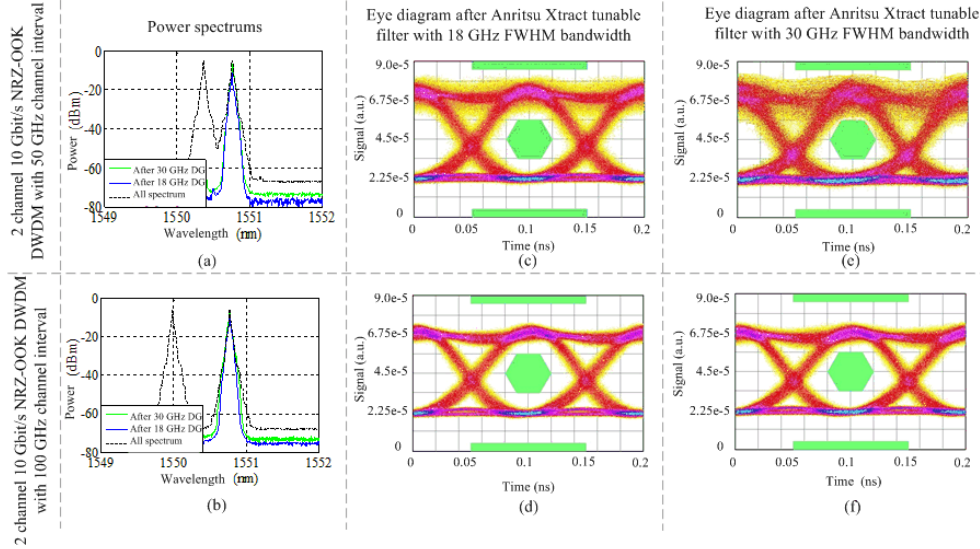 2 channel 10 Gbit/s NRZ-OOK
DWDM with 50 GHz channel interval
Power spectrums
Power (dBm)
0
-20
-40
-60
-80
After 30 GHz DG
After 18 GHz DG
All spectrum
1549
1550
1551
1552
Wavelength (nm)
(a)
Eye diagram after Anritsu Xtract tunable
filter with 18 GHz FWHM bandwidth
Signal (a.u.)
9.0e-5
6.75e-5
4.5e-5
2.25e-5
0
0
0.05
0.1
0.15
0.2
Time (ns)
(c)
Eye diagram after Anritsu Xtract tunable
filter with 30 GHz FWHM bandwidth
Signal (a.u.)
9.0e-5
6.75e-5
4.5e-5
2.25e-5
0
0
0.05
0.1
0.15
0.2
Time (ns)
(e)
2 channel 10 Gbit/s NRZ-OOK DWDM
with 100 GHz channel interval
Power (dBm)
0
-20
-40
-60
-80
After 30 GHz DG
After 18 GHz DG
All spectrum
1549
1550
1551
1552
Wavelength (nm)
(b)
Signal (a.u.)
9.0e-5
6.75e-5
4.5e-5
2.25e-5
0
0
0.05
0.1
0.15
0.2
Time (ns)
(d)
Signal (a.u.)
9.0e-5
6.75e-5
4.5e-5
2.25e-5
0
0
0.05
0.1
0.15
0.2
Time (ns)
(f)